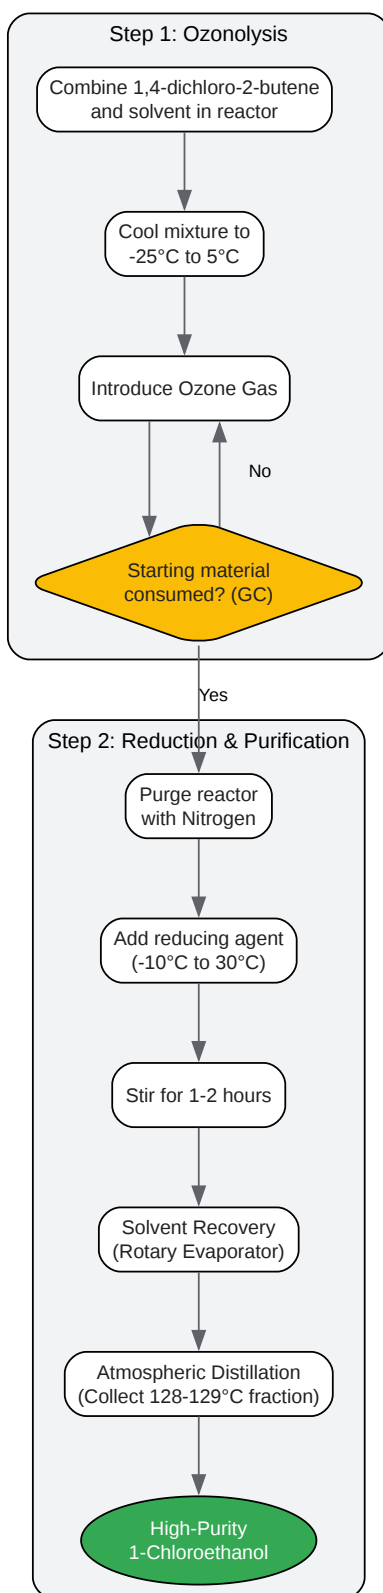 Step 1: Ozonolysis
Combine 1,4-dichloro-2-butene
and solvent in reactor
Cool mixture to
-25°C to 5°C
Introduce Ozone Gas
No
Starting material
consumed? (GC)
Yes
Step 2: Reduction & Purification
Purge reactor
with Nitrogen
Add reducing agent
(-10°C to 30°C)
Stir for 1-2 hours
Solvent Recovery
(Rotary Evaporator)
Atmospheric Distillation
(Collect 128-129°C fraction)
High-Purity
1-Chloroethanol